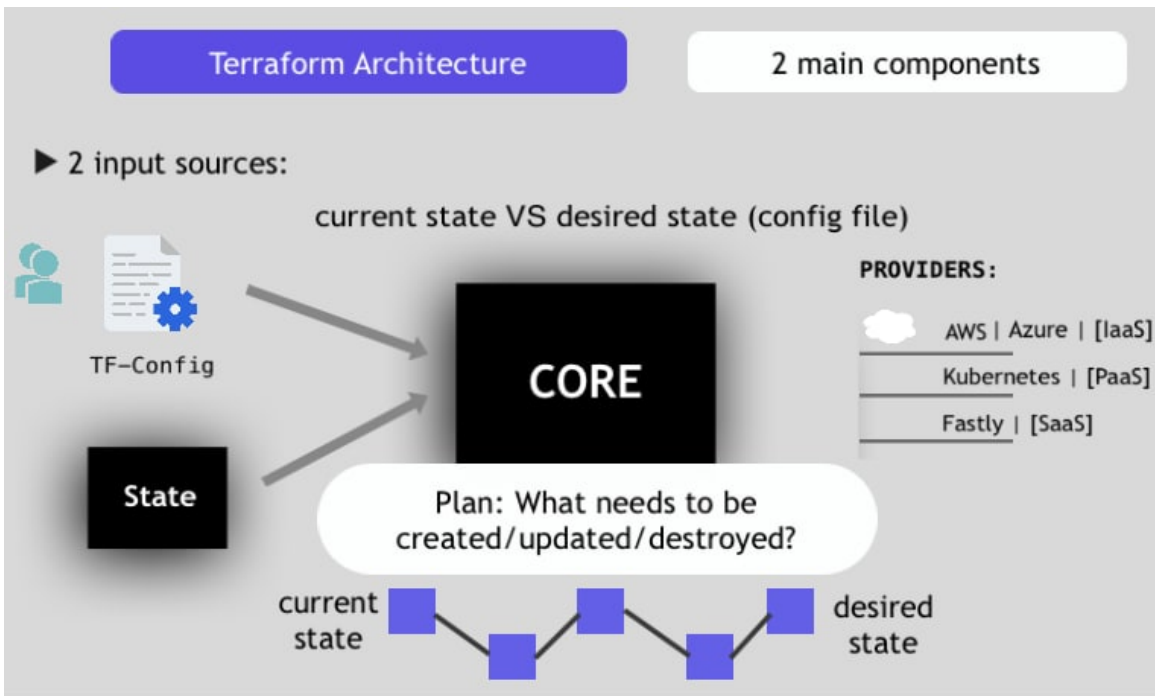 Terraform Architecture
2 main components
▶ 2 input sources:
current state VS desired state (config file)
TF-Config
State
CORE
PROVIDERS:
AWS | Azure | [IaaS]
Kubernetes | [PaaS]
Fastly | [SaaS]
Plan: What needs to be
created/updated/destroyed?
current
state
desired
state